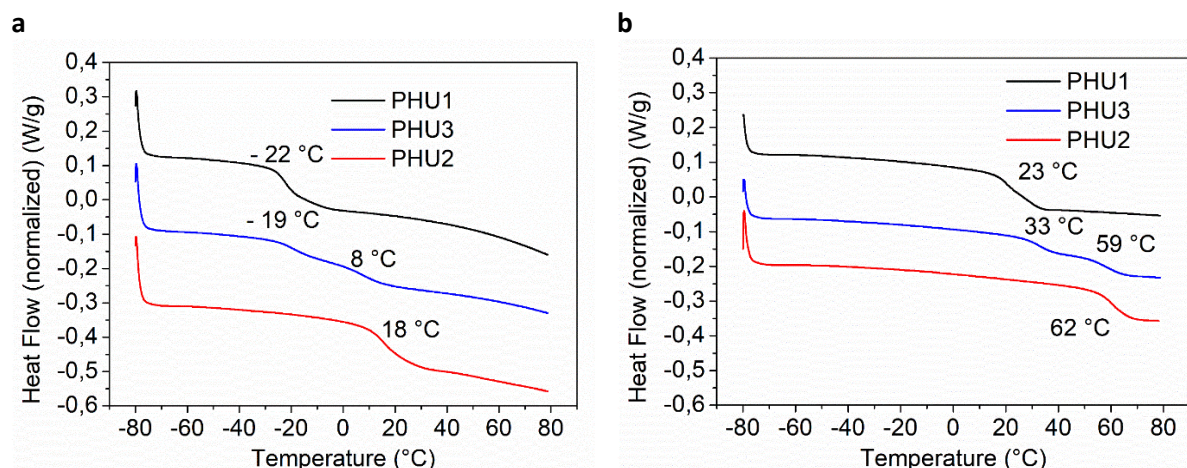 a
Heat Flow (normalized) (W/g)
0,4
0,3
0,2
0,1
0,0
-0,1
-0,2
-0,3
-0,4
-0,5
-0,6
PHU1
PHU3
PHU2
- 22 °C
- 19 °C
8 °C
18 °C
-80 -60 -40 -20 0 20 40 60 80
Temperature (°C)
b
Heat Flow (normalized) (W/g)
0,4
0,3
0,2
0,1
0,0
-0,1
-0,2
-0,3
-0,4
-0,5
-0,6
PHU1
PHU3
PHU2
23 °C
33 °C
59 °C
62 °C
-80 -60 -40 -20 0 20 40 60 80
Temperature (°C)